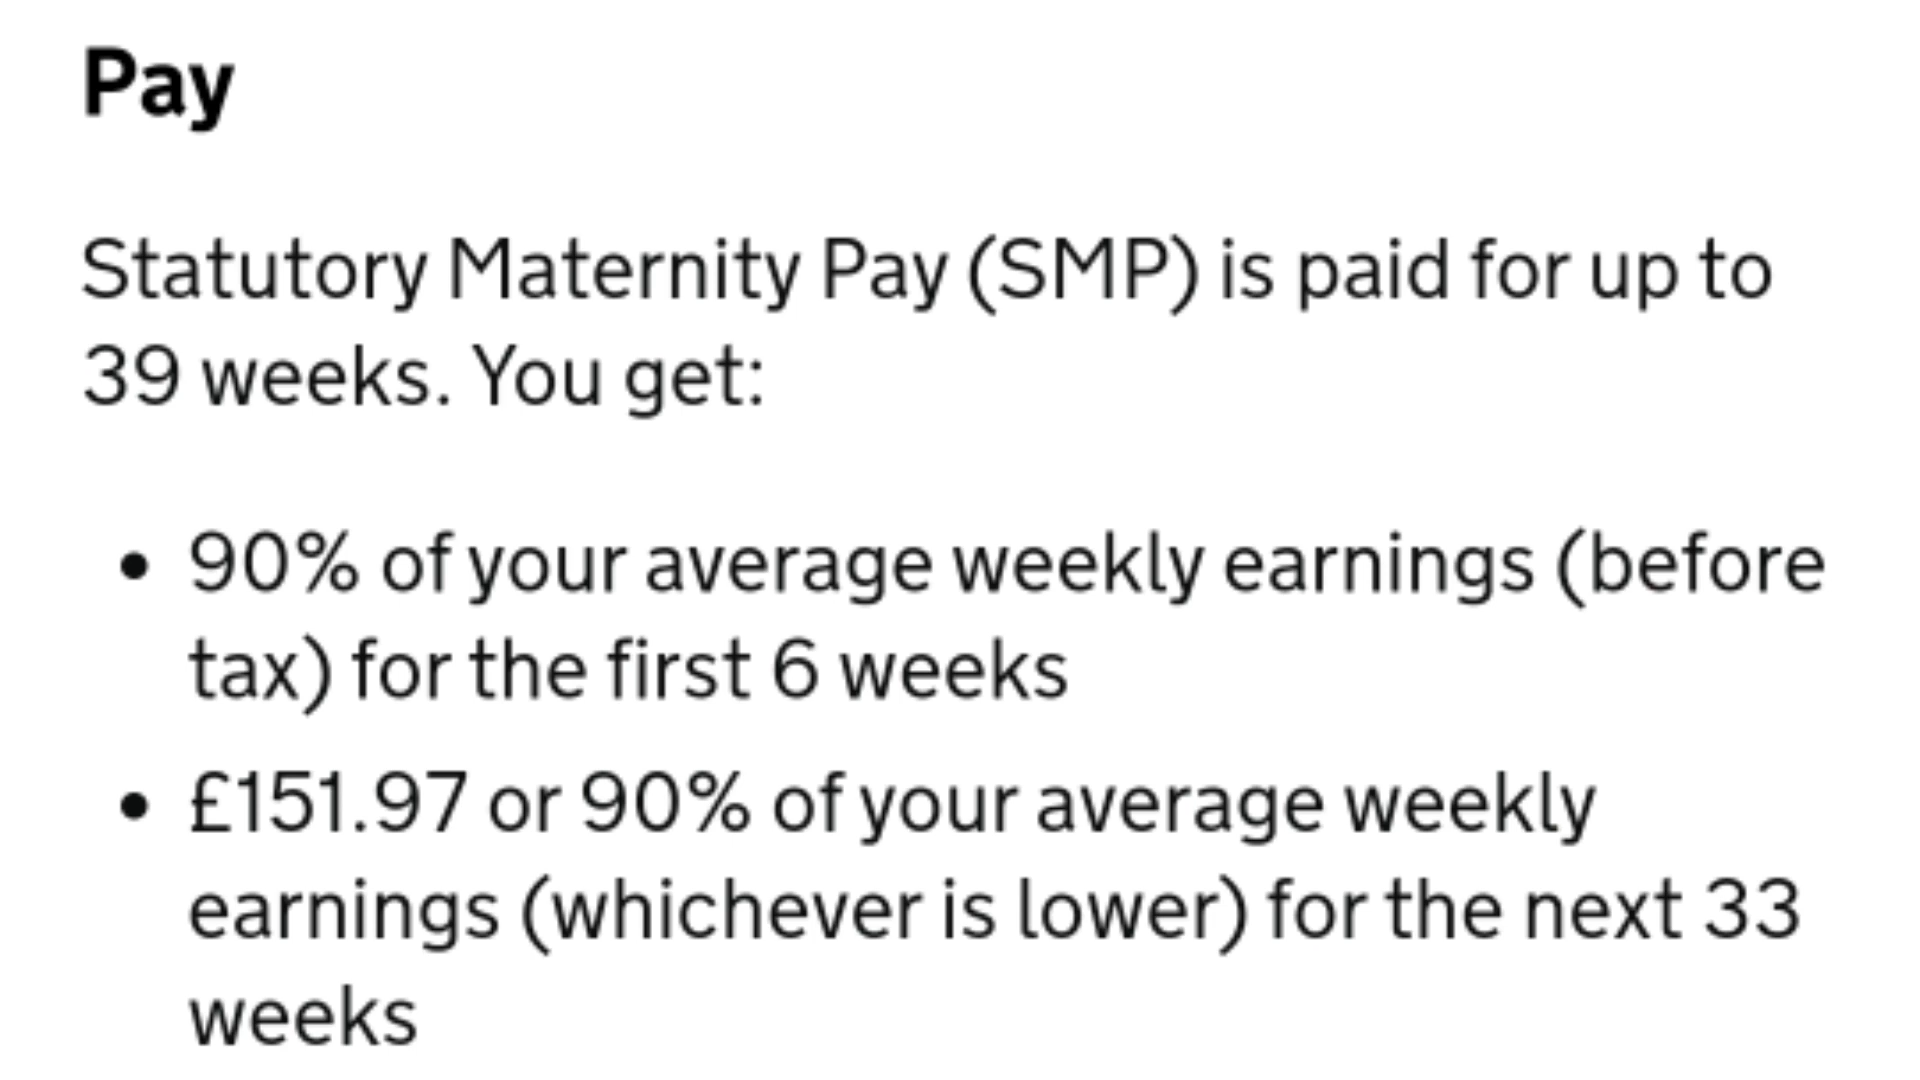 Pay
Statutory Maternity Pay (SMP) is paid for up to
39 weeks. You get:
• 90% of your average weekly earnings (before
tax) for the first 6 weeks
• £151.97 or 90% of your average weekly
earnings (whichever is lower) for the next 33
weeks